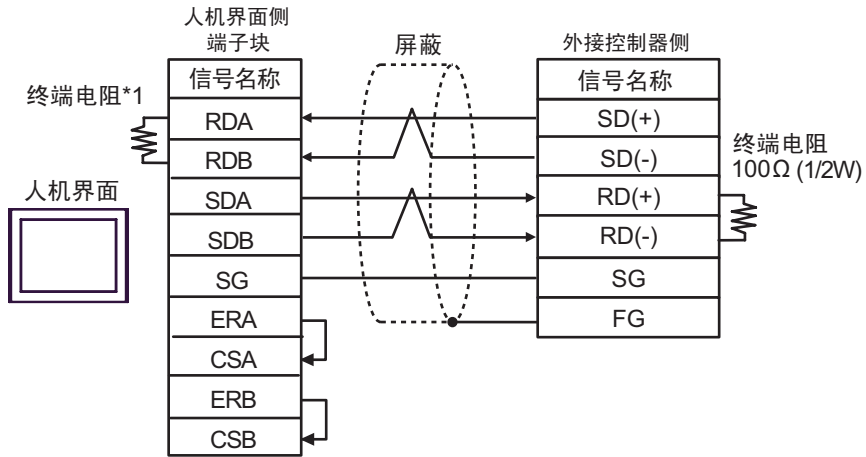 人机界面侧
端子块
屏蔽
外接控制器侧
信号名称
信号名称
终端电阻*1
RDA
SD(+)
RDB
SD(-)
终端电阻
100Ω (1/2W)
人机界面
SDA
RD(+)
SDB
RD(-)
SG
SG
ERA
FG
CSA
ERB
CSB